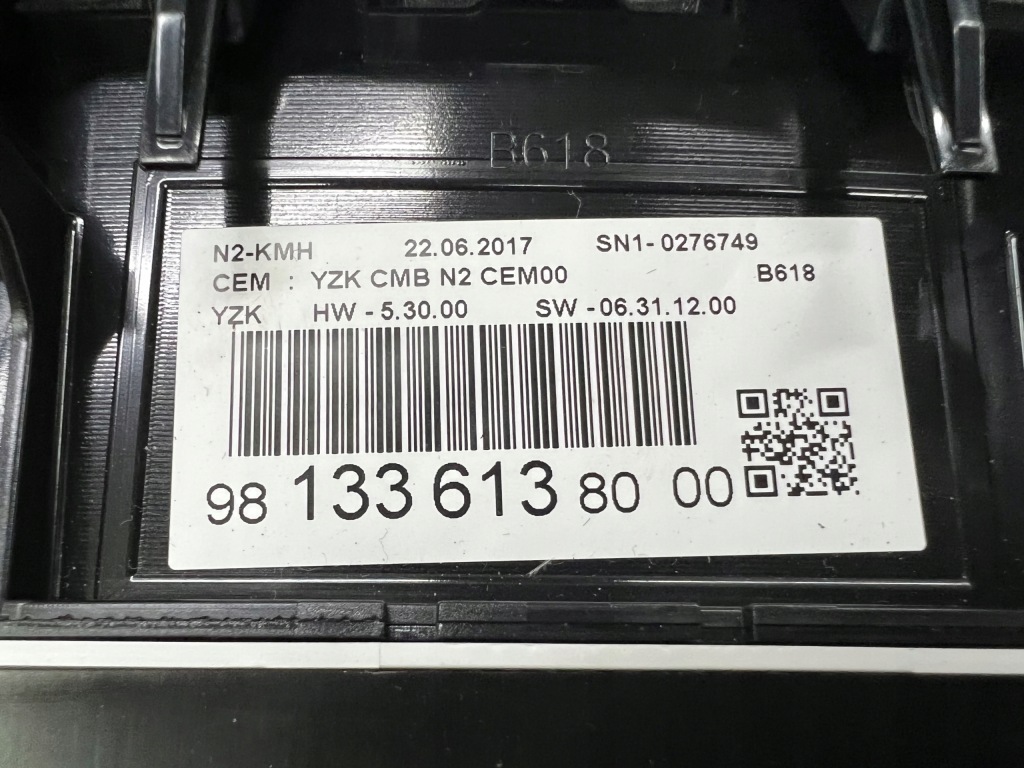 B618
N2-KMH 22.06.2017 SN1-0276749
CEM : YZK CMB N2 CEM00 B618
YZK HW -5.30.00 SW -06.31.12.00
98 133 613 80 00